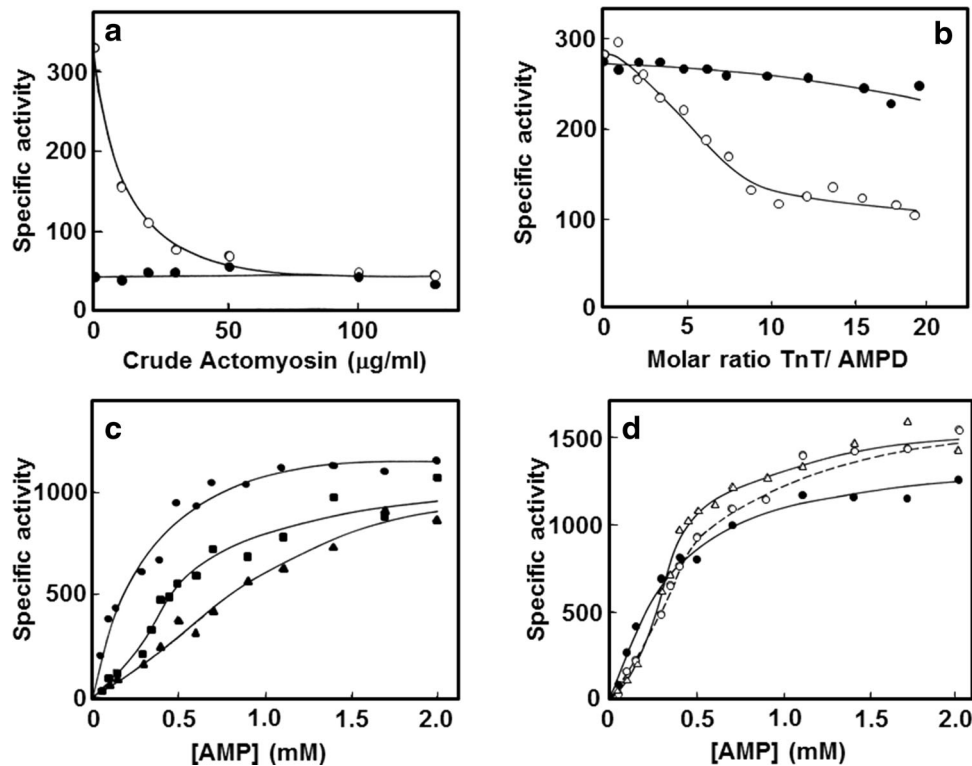 a
Specific activity
300
200
100
0
0
50
100
Crude Actomyosin (µg/ml)
b
Specific activity
300
200
100
0
0
5
10
15
20
Molar ratio TnT/ AMPD
c
Specific activity
1000
500
0
0
0.5
1.0
1.5
2.0
[AMP] (mM)
d
Specific activity
1500
1000
500
0
0
0.5
1.0
1.5
2.0
[AMP] (mM)